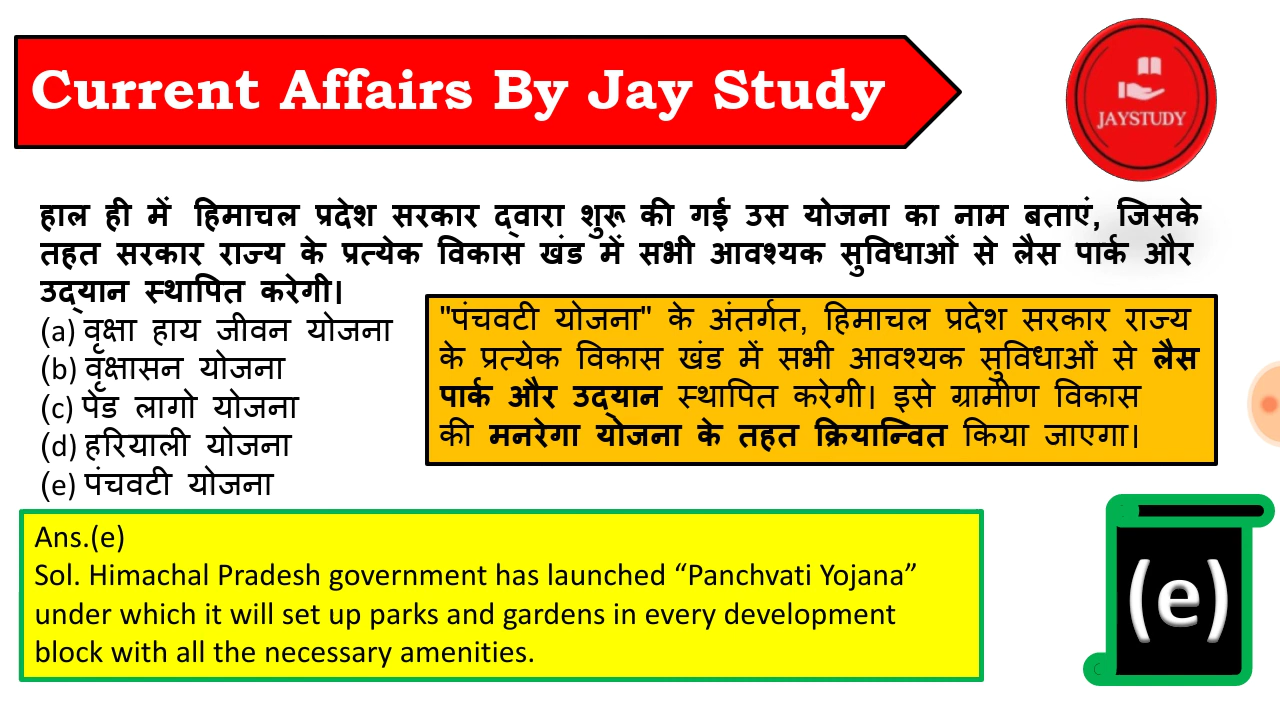 Current Affairs By Jay Study
JAYSTUDY
हाल ही में हिमाचल प्रदेश सरकार द्वारा शुरू की गई उस योजना का नाम बताएं, जिसके
तहत सरकार राज्य के प्रत्येक विकास खंड में सभी आवश्यक सुविधाओं से लैस पार्क और
उद्यान स्थापित करेगी।
(a) वृक्षा हाय जीवन योजना
(b) वृक्षासन योजना
(c) पेड लागो योजना
(d) हरियाली योजना
(e) पंचवटी योजना
"पंचवटी योजना" के अंतर्गत, हिमाचल प्रदेश सरकार राज्य
के प्रत्येक विकास खंड में सभी आवश्यक सुविधाओं से लैस
पार्क और उद्यान स्थापित करेगी। इसे ग्रामीण विकास
की मनरेगा योजना के तहत क्रियान्वित किया जाएगा।
Ans.(e)
Sol. Himachal Pradesh government has launched “Panchvati Yojana”
under which it will set up parks and gardens in every development
block with all the necessary amenities.
(e)